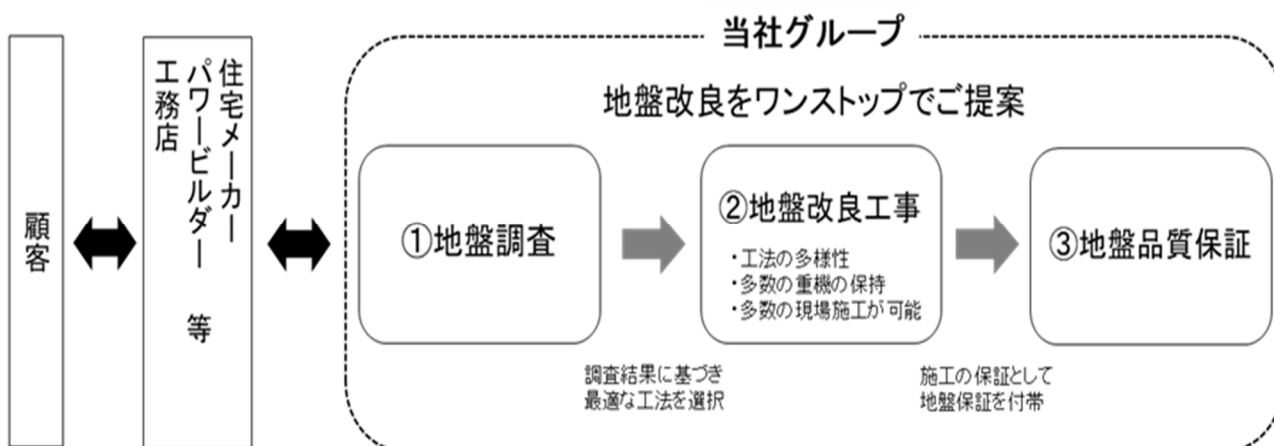 当社グループ
地盤改良をワンストップでご提案
顧客
住宅メーカー
パワービルダー 等
工務店
①地盤調査
②地盤改良工事
・工法の多様性
・多数の重機の保持
・多数の現場施工が可能
③地盤品質保証
調査結果に基づき
最適な工法を選択
施工の保証として
地盤保証を付帯